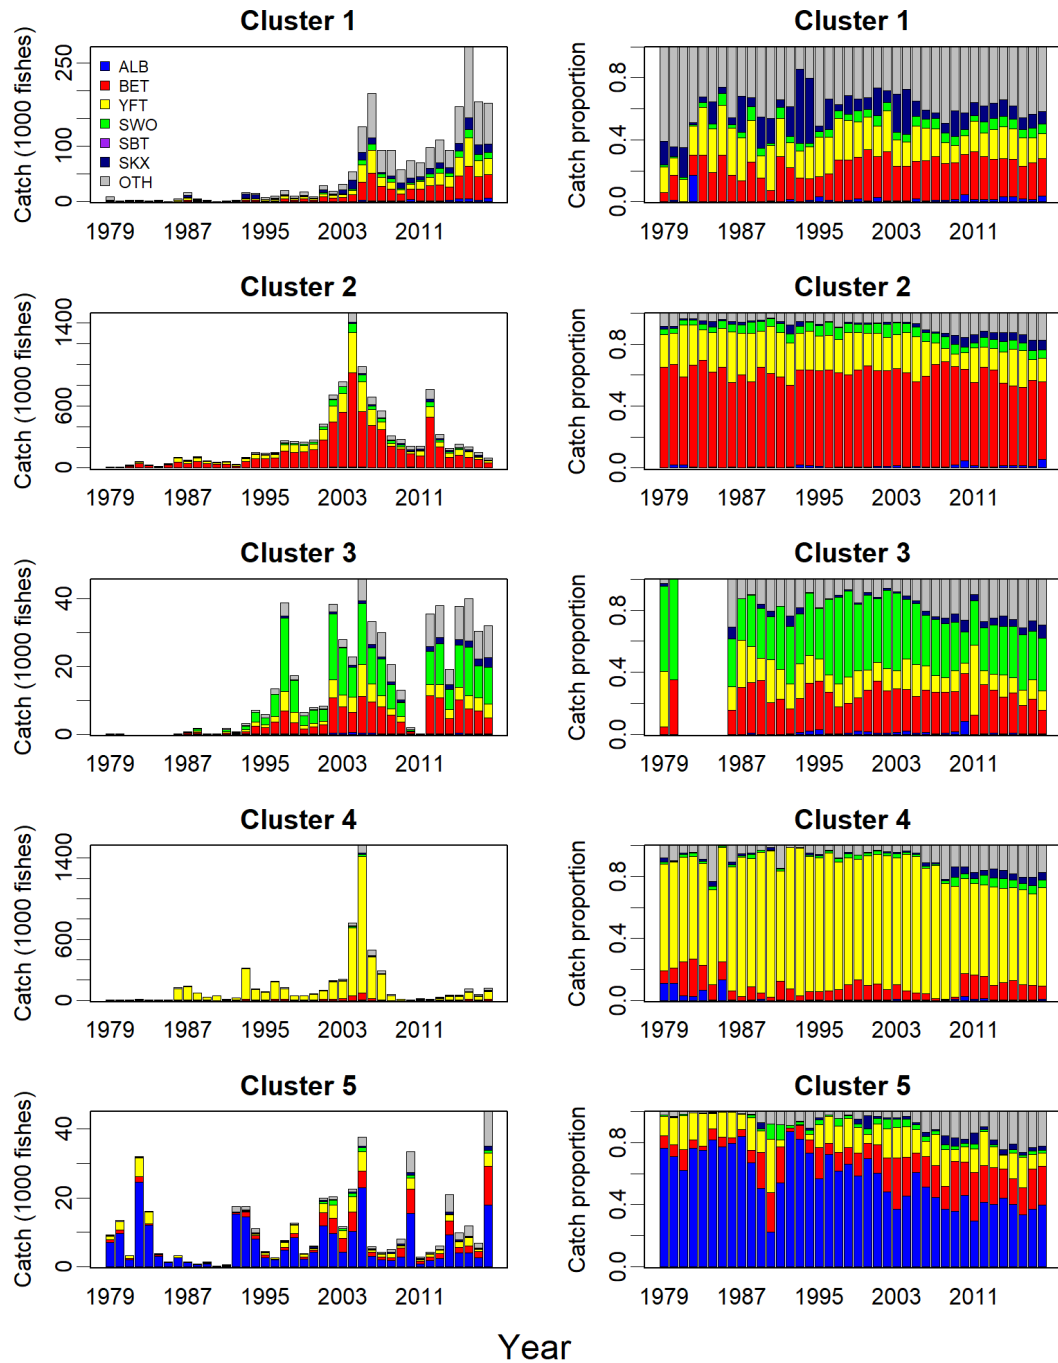 Cluster 1
Catch (1000 fishes)
250
100
0
ALB
BET
YFT
SWO
SBT
SKX
OTH
1979 1987 1995 2003 2011
Cluster 1
Catch proportion
0.8
0.4
0.0
1979 1987 1995 2003 2011
Cluster 2
Catch (1000 fishes)
1400
600
0
1979 1987 1995 2003 2011
Cluster 2
Catch proportion
0.8
0.4
0.0
1979 1987 1995 2003 2011
Cluster 3
Catch (1000 fishes)
40
20
0
1979 1987 1995 2003 2011
Cluster 3
Catch proportion
0.8
0.4
0.0
1979 1987 1995 2003 2011
Cluster 4
Catch (1000 fishes)
1400
600
0
1979 1987 1995 2003 2011
Cluster 4
Catch proportion
0.8
0.4
0.0
1979 1987 1995 2003 2011
Cluster 5
Catch (1000 fishes)
40
20
0
1979 1987 1995 2003 2011
Cluster 5
Catch proportion
0.8
0.4
0.0
1979 1987 1995 2003 2011
Year